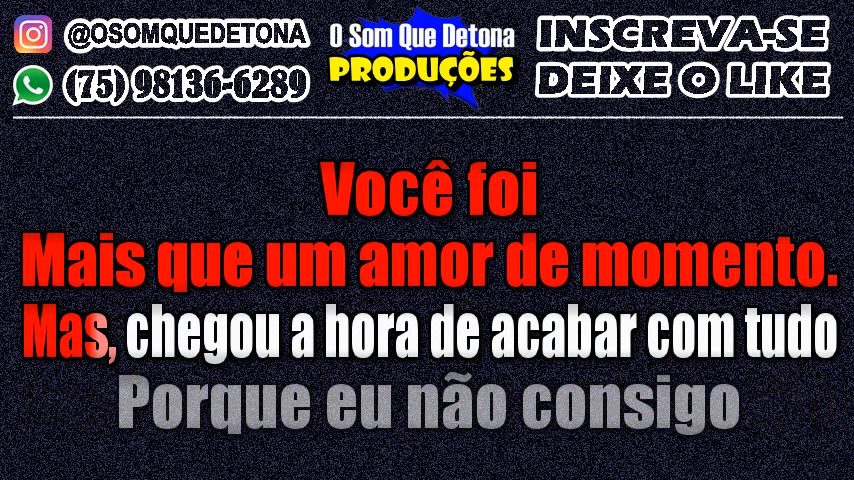 @OSOMQUEDETONA
(75) 98136-6289
O Som Que Detona
PRODUÇÕES
INSCREVA-SE
DEIXE O LIKE
Você foi
Mais que um amor de momento.
Mas, chegou a hora de acabar com tudo
Porque eu não consigo